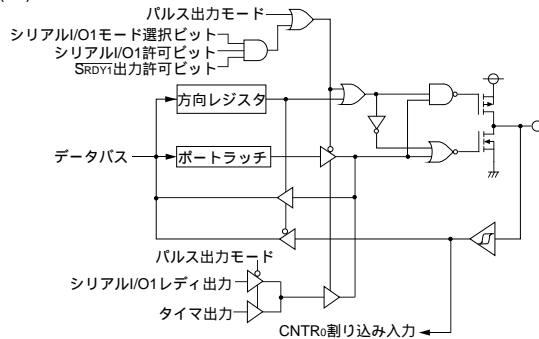 パルス出力モード
シリアルI/O1モード選択ビット
シリアルI/O1許可ビット
SRDY1出力許可ビット
方向レジスタ
データバス
ポートラッチ
パルス出力モード
シリアルI/O1レディ出力
タイマ出力
CNTR0割り込み入力